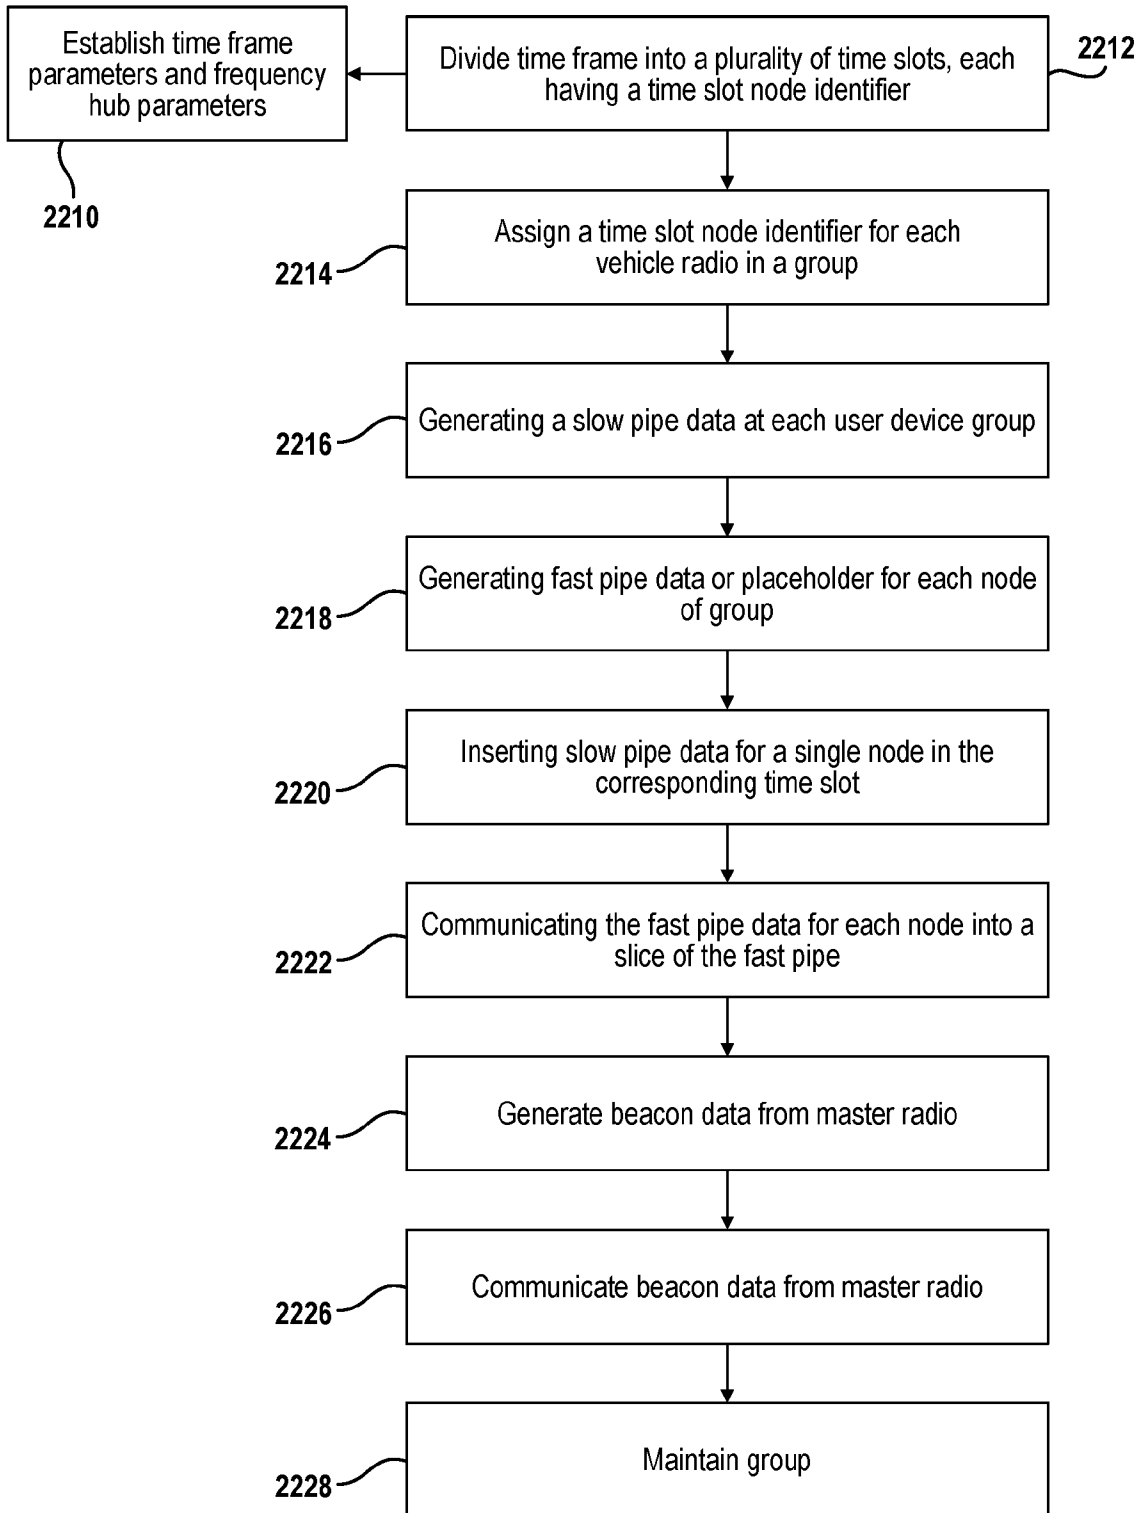 Establish time frame
parameters and frequency
hub parameters
2210
Divide time frame into a plurality of time slots, each
having a time slot node identifier
2212
Assign a time slot node identifier for each
vehicle radio in a group
2214
Generating a slow pipe data at each user device group
2216
Generating fast pipe data or placeholder for each node
of group
2218
Inserting slow pipe data for a single node in the
corresponding time slot
2220
Communicating the fast pipe data for each node into a
slice of the fast pipe
2222
Generate beacon data from master radio
2224
Communicate beacon data from master radio
2226
Maintain group
2228